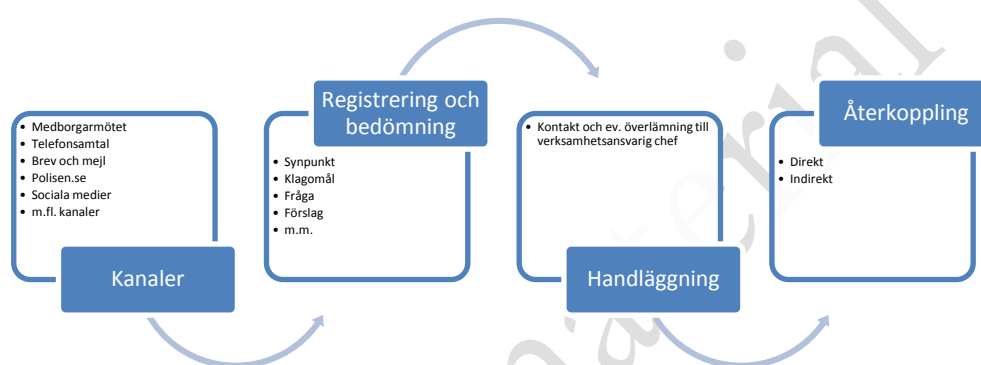 • Medborgarmötet
• Telefonsamtal
• Brev och mejl
• Polisen.se
• Sociala medier
• m.fl. kanaler
Kanaler
Registrering och
bedömning
• Synpunkt
• Klagomål
• Fråga
• Förslag
• m.m.
• Kontakt och ev. överlämning till
verksamhetsansvarig chef
Handläggning
Återkoppling
• Direkt
• Indirekt